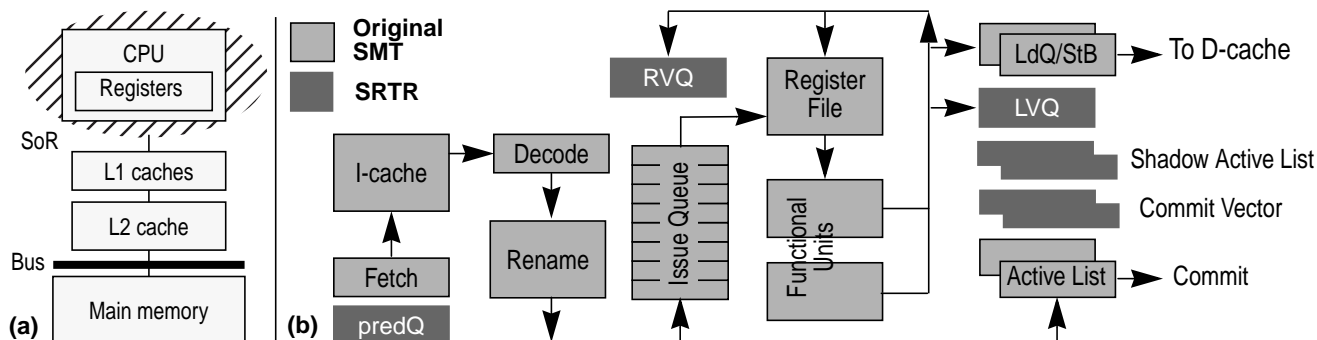 CPU
Registers
SoR
L1 caches
L2 cache
Bus
Main memory
(a)
Original
SMT
SRTR
I-cache
Fetch
predQ
(b)
Decode
Rename
RVQ
Issue Queue
Register
File
Functional
Units
LdQ/StB
To D-cache
LVQ
Shadow Active List
Commit Vector
Active List
Commit